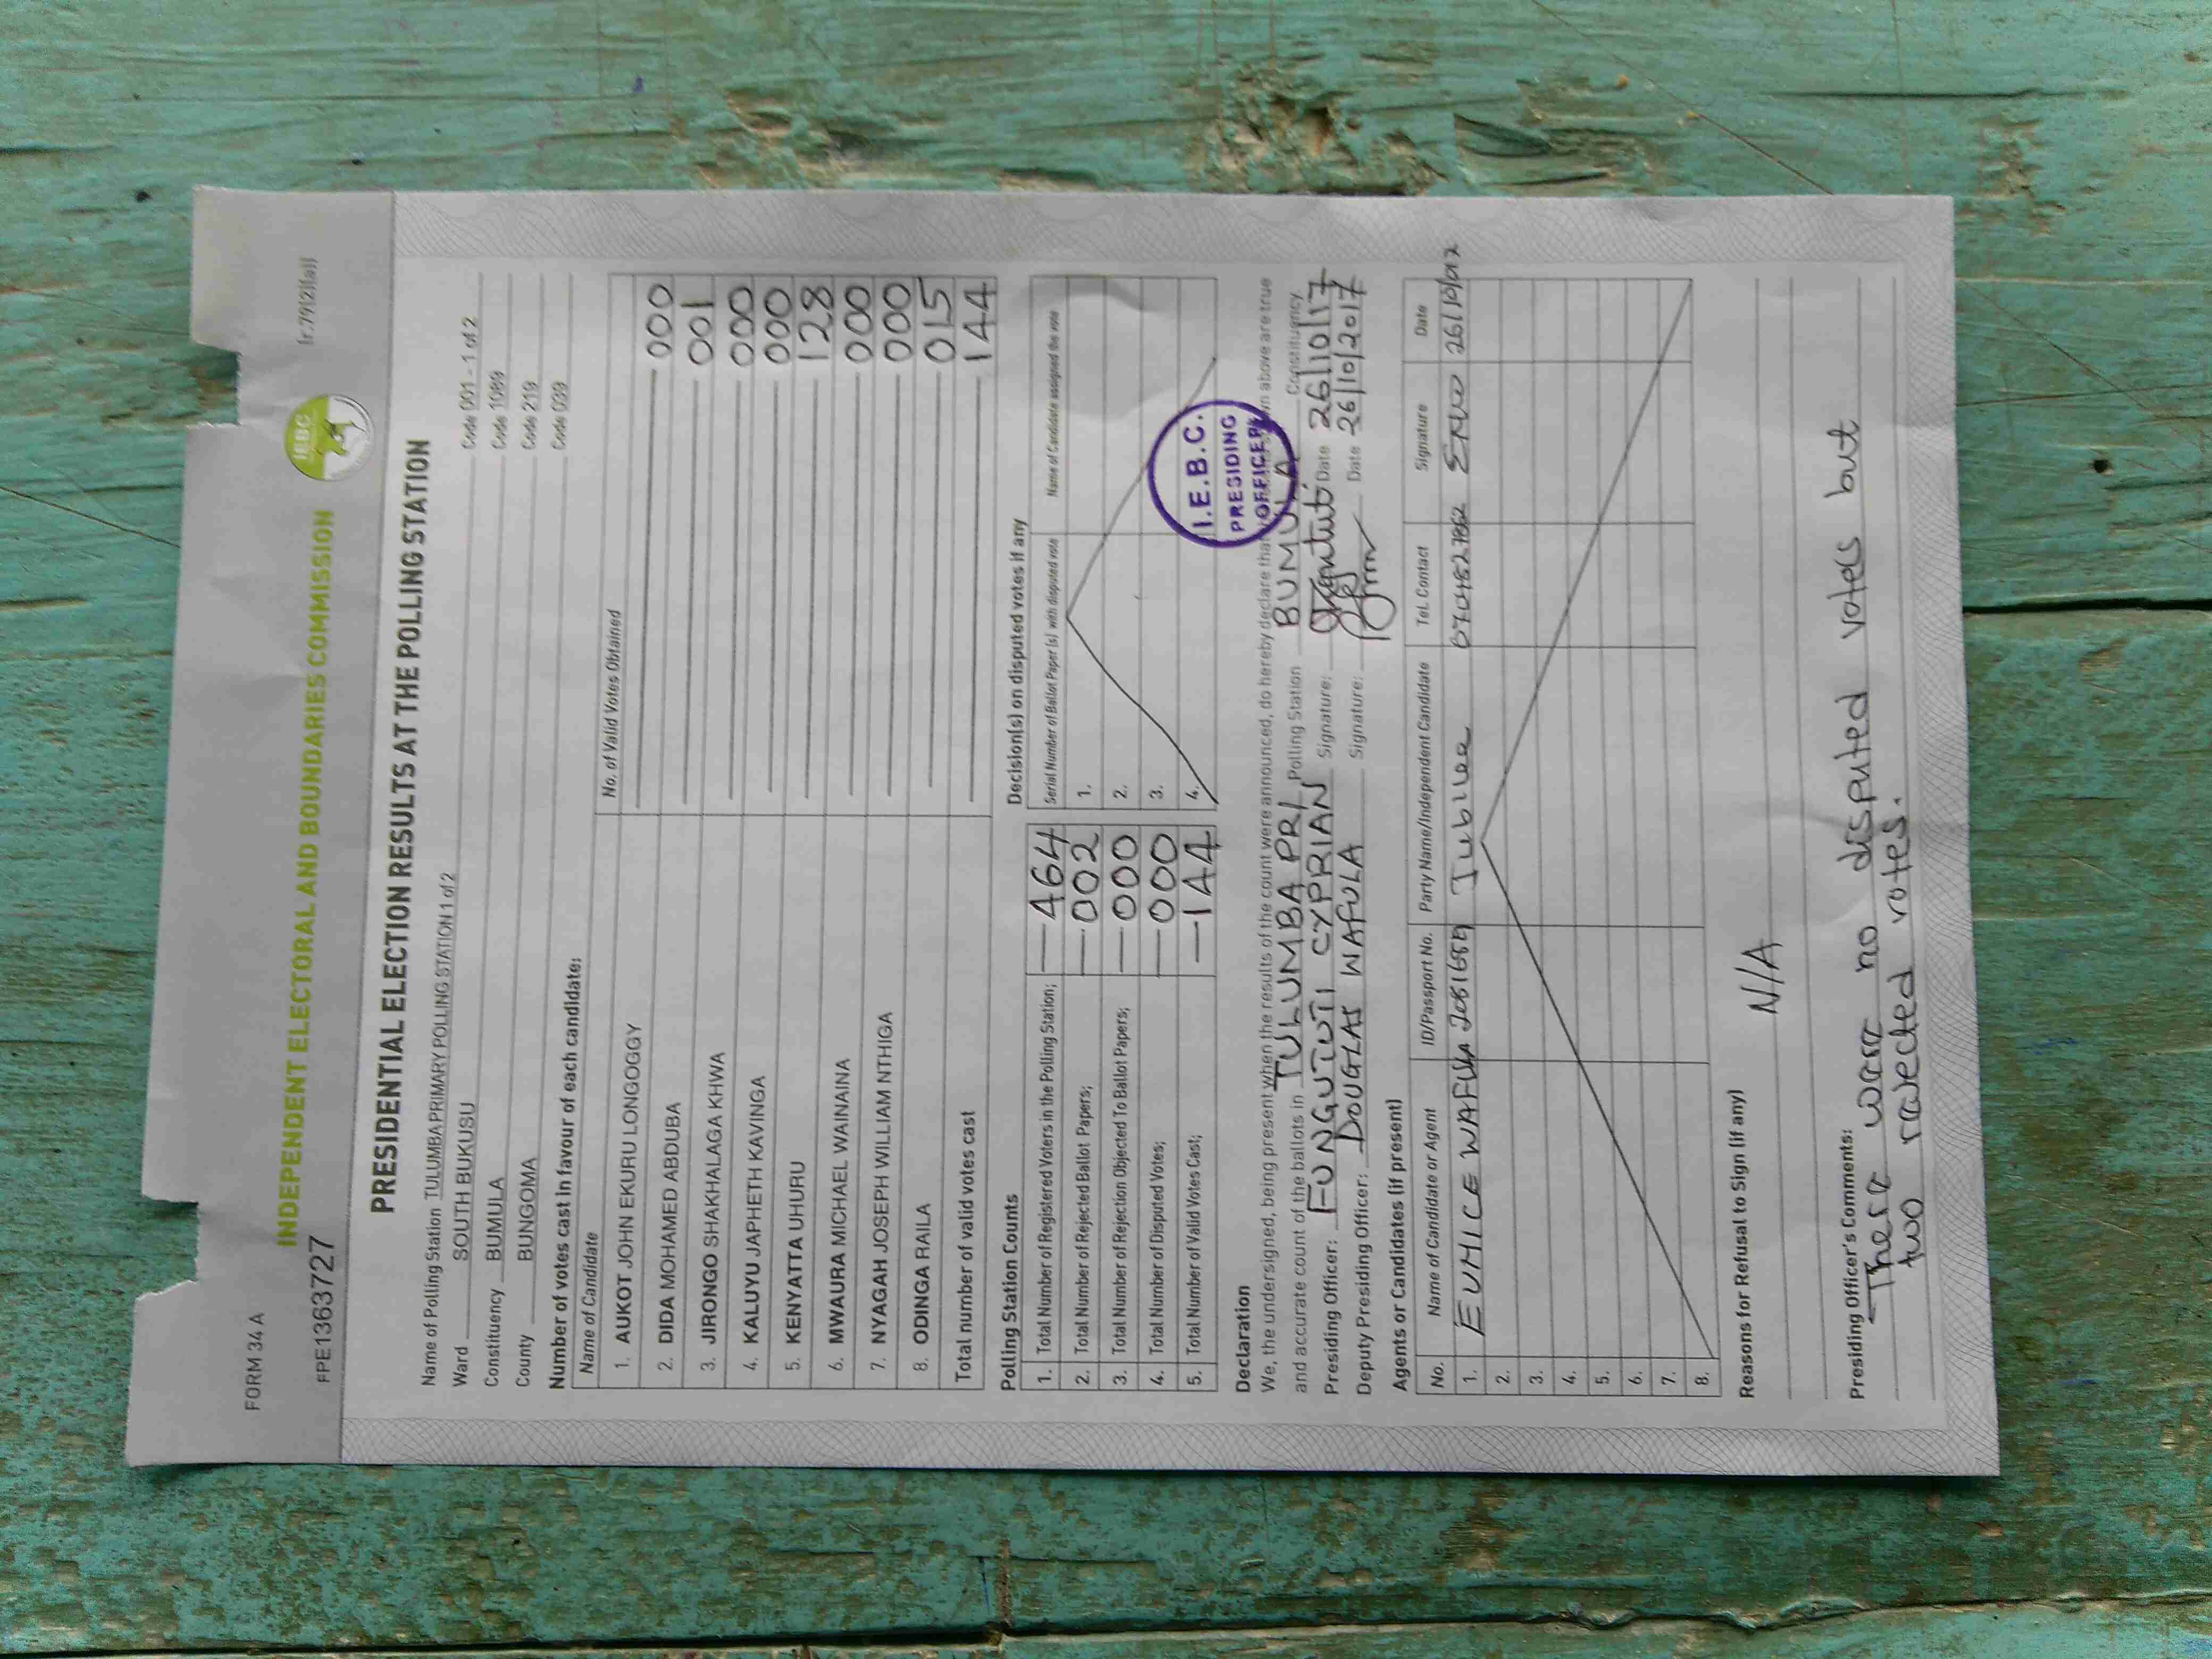 FORM 34 A
[r.79(2)(a)]
IEBC
INDEPENDENT ELECTORAL AND BOUNDARIES COMMISSION
FPE1363727
PRESIDENTIAL ELECTION RESULTS AT THE POLLING STATION
Name of Polling Station TULUMBA PRIMARY POLLING STATION 1 of 2 Code 001 - 1 of 2
Ward SOUTH BUKUSU Code 1089
Constituency BUMULA Code 219
County BUNGOMA Code 039
Number of votes cast in favour of each candidate:
Name of Candidate No. of Valid Votes Obtained
1. AUKOT JOHN EKURU LONGOGGY 000
2. DIDA MOHAMED ABDUBA 001
3. JIRONGO SHAKHALAGA KHWA 000
4. KALUYU JAPHETH KAVINGA 000
5. KENYATTA UHURU 128
6. MWAURA MICHAEL WAINAINA 000
7. NYAGAH JOSEPH WILLIAM NTHIGA 000
8. ODINGA RAILA 015
Total number of valid votes cast 144
Polling Station Counts
1. Total Number of Registered Voters in the Polling Station; 464
2. Total Number of Rejected Ballot Papers; 002
3. Total Number of Rejection Objected To Ballot Papers; 000
4. Total Number of Disputed Votes; 000
5. Total Number of Valid Votes Cast; 144
Decision(s) on disputed votes if any
Serial Number of Ballot Paper (s) with disputed vote Name of Candidate assigned the vote
1.
2.
3.
4.
I.E.B.C.
PRESIDING
OFFICER
Declaration
We, the undersigned, being present when the results of the count were announced, do hereby declare that above are true
and accurate count of the ballots in TULUMBA PRI Polling Station BUMULA Constituency
Presiding Officer: FUNGUTUTI CYPRIAN Signature: Date 26/10/17
Deputy Presiding Officer: DOUGLAS WAFULA Signature: Date 26/10/2017
Agents or Candidates (if present)
No. Name of Candidate or Agent ID/Passport No. Party Name/Independent Candidate Tel. Contact Signature Date
1. EUNICE WAFULA Jubilee
2.
3.
4.
5.
6.
7.
8.
Reasons for Refusal to Sign (if any)
N/A
Presiding Officer's Comments:
There were no disputed votes but
two rejected votes.